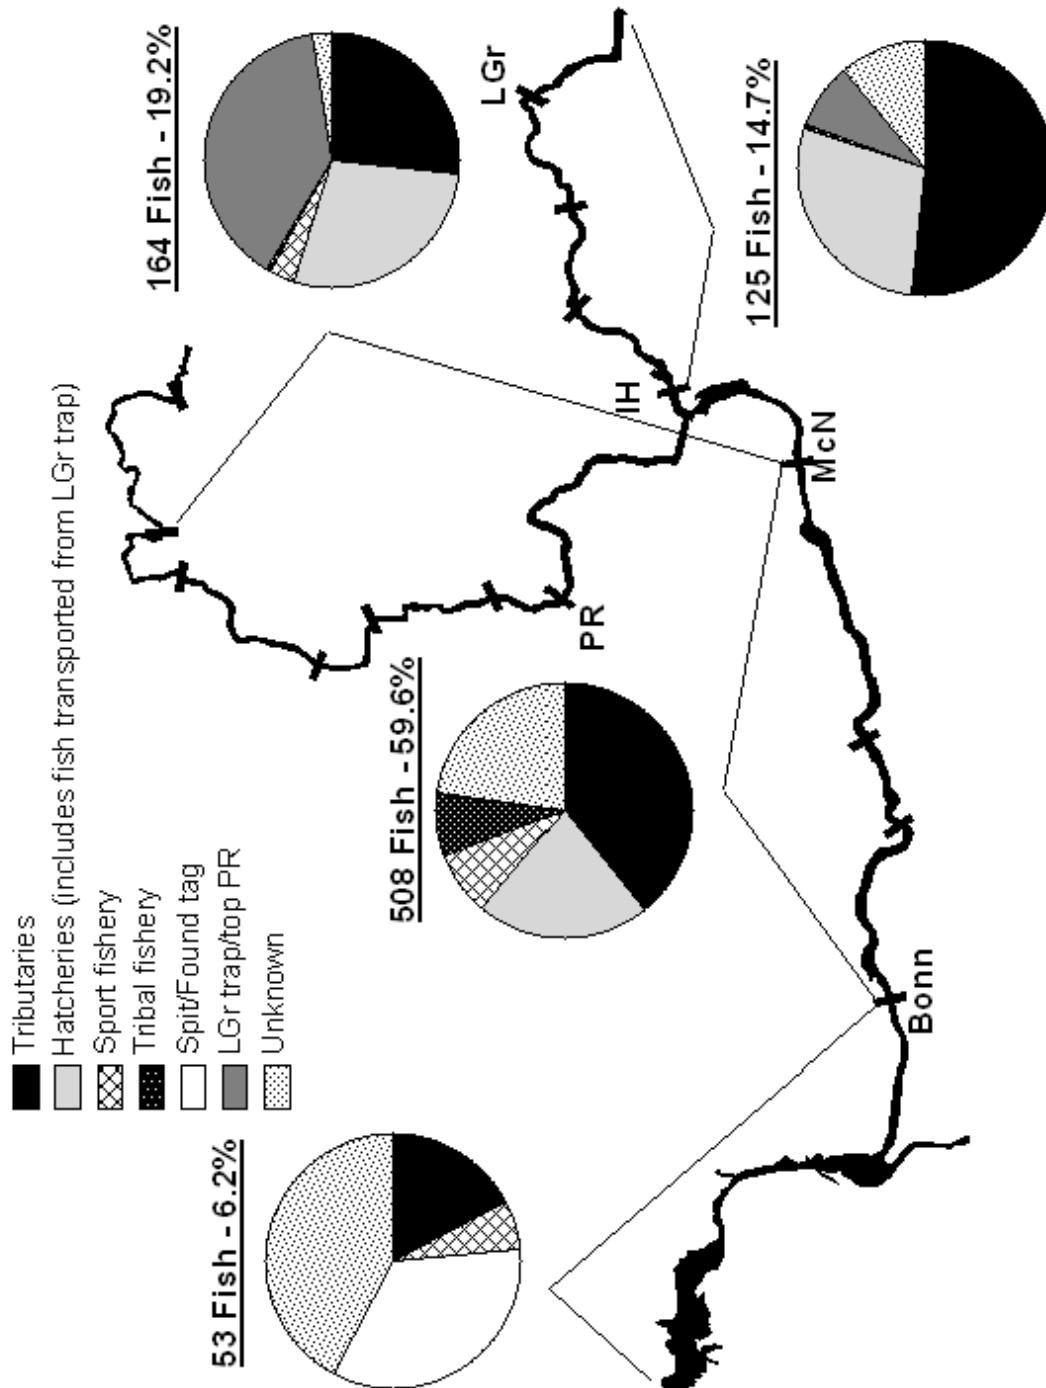 Tributaries
Hatcheries (includes fish transported from LGr trap)
Sport fishery
Tribal fishery
Spit/Found tag
LGr trap/top PR
Unknown
53 Fish - 6.2%
508 Fish - 59.6%
164 Fish - 19.2%
125 Fish - 14.7%
PR
IH
LGr
McN
Bonn